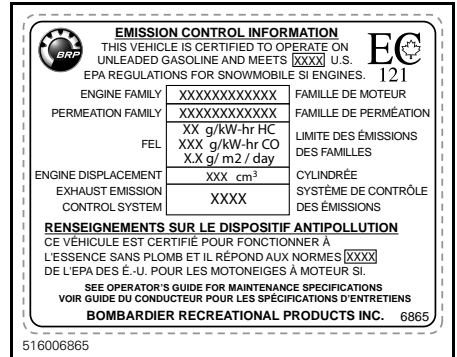 EMISSION CONTROL INFORMATION
BRP
THIS VEHICLE IS CERTIFIED TO OPERATE ON
UNLEADED GASOLINE AND MEETS XXXX U.S.
EPA REGULATIONS FOR SNOWMOBILE SI ENGINES.
EC
121
ENGINE FAMILY XXXXXXXXXXXX FAMILLE DE MOTEUR
PERMEATION FAMILY XXXXXXXXXXXX FAMILLE DE PERMÉATION
FEL
XX g/kW-hr HC
XXX g/kW-hr CO
X.X g/ m2 / day
LIMITE DES ÉMISSIONS
DES FAMILLES
ENGINE DISPLACEMENT XXX cm³ CYLINDRÉE
EXHAUST EMISSION
CONTROL SYSTEM
XXXX
SYSTÈME DE CONTRÔLE
DES ÉMISSIONS
RENSEIGNEMENTS SUR LE DISPOSITIF ANTIPOLLUTION
CE VÉHICULE EST CERTIFIÉ POUR FONCTIONNER À
L'ESSENCE SANS PLOMB ET IL RÉPOND AUX NORMES XXXX
DE L'EPA DES É.-U. POUR LES MOTONEIGES À MOTEUR SI.
SEE OPERATOR'S GUIDE FOR MAINTENANCE SPECIFICATIONS
VOIR GUIDE DU CONDUCTEUR POUR LES SPÉCIFICATIONS D'ENTRETIENS
BOMBARDIER RECREATIONAL PRODUCTS INC. 6865
516006865